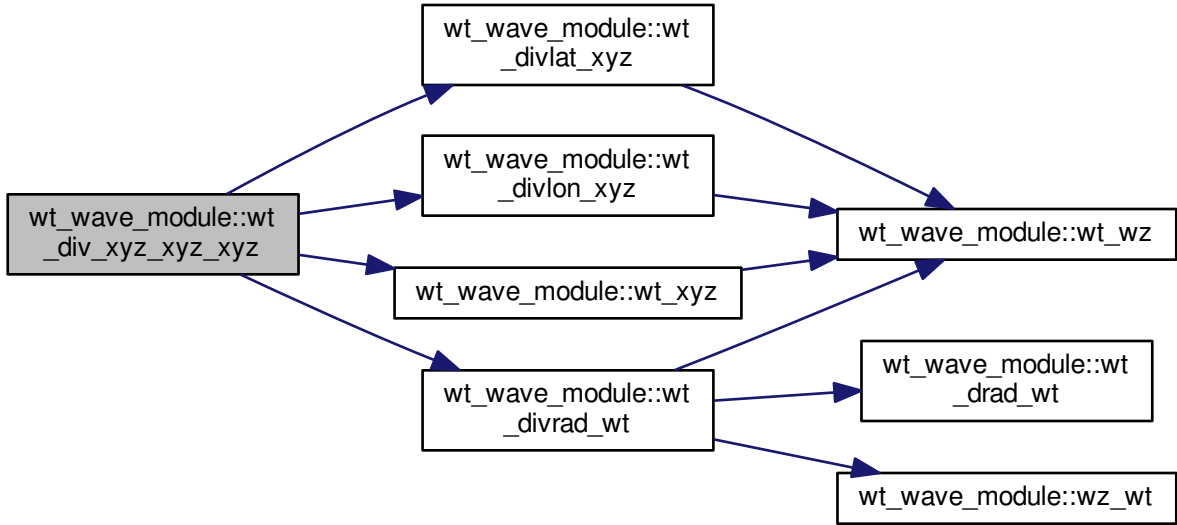 wt_wave_module::wt
_div_xyz_xyz_xyz
wt_wave_module::wt
_divlat_xyz
wt_wave_module::wt
_divlon_xyz
wt_wave_module::wt_xyz
wt_wave_module::wt
_divrad_wt
wt_wave_module::wt_wz
wt_wave_module::wt
_drad_wt
wt_wave_module::wz_wt